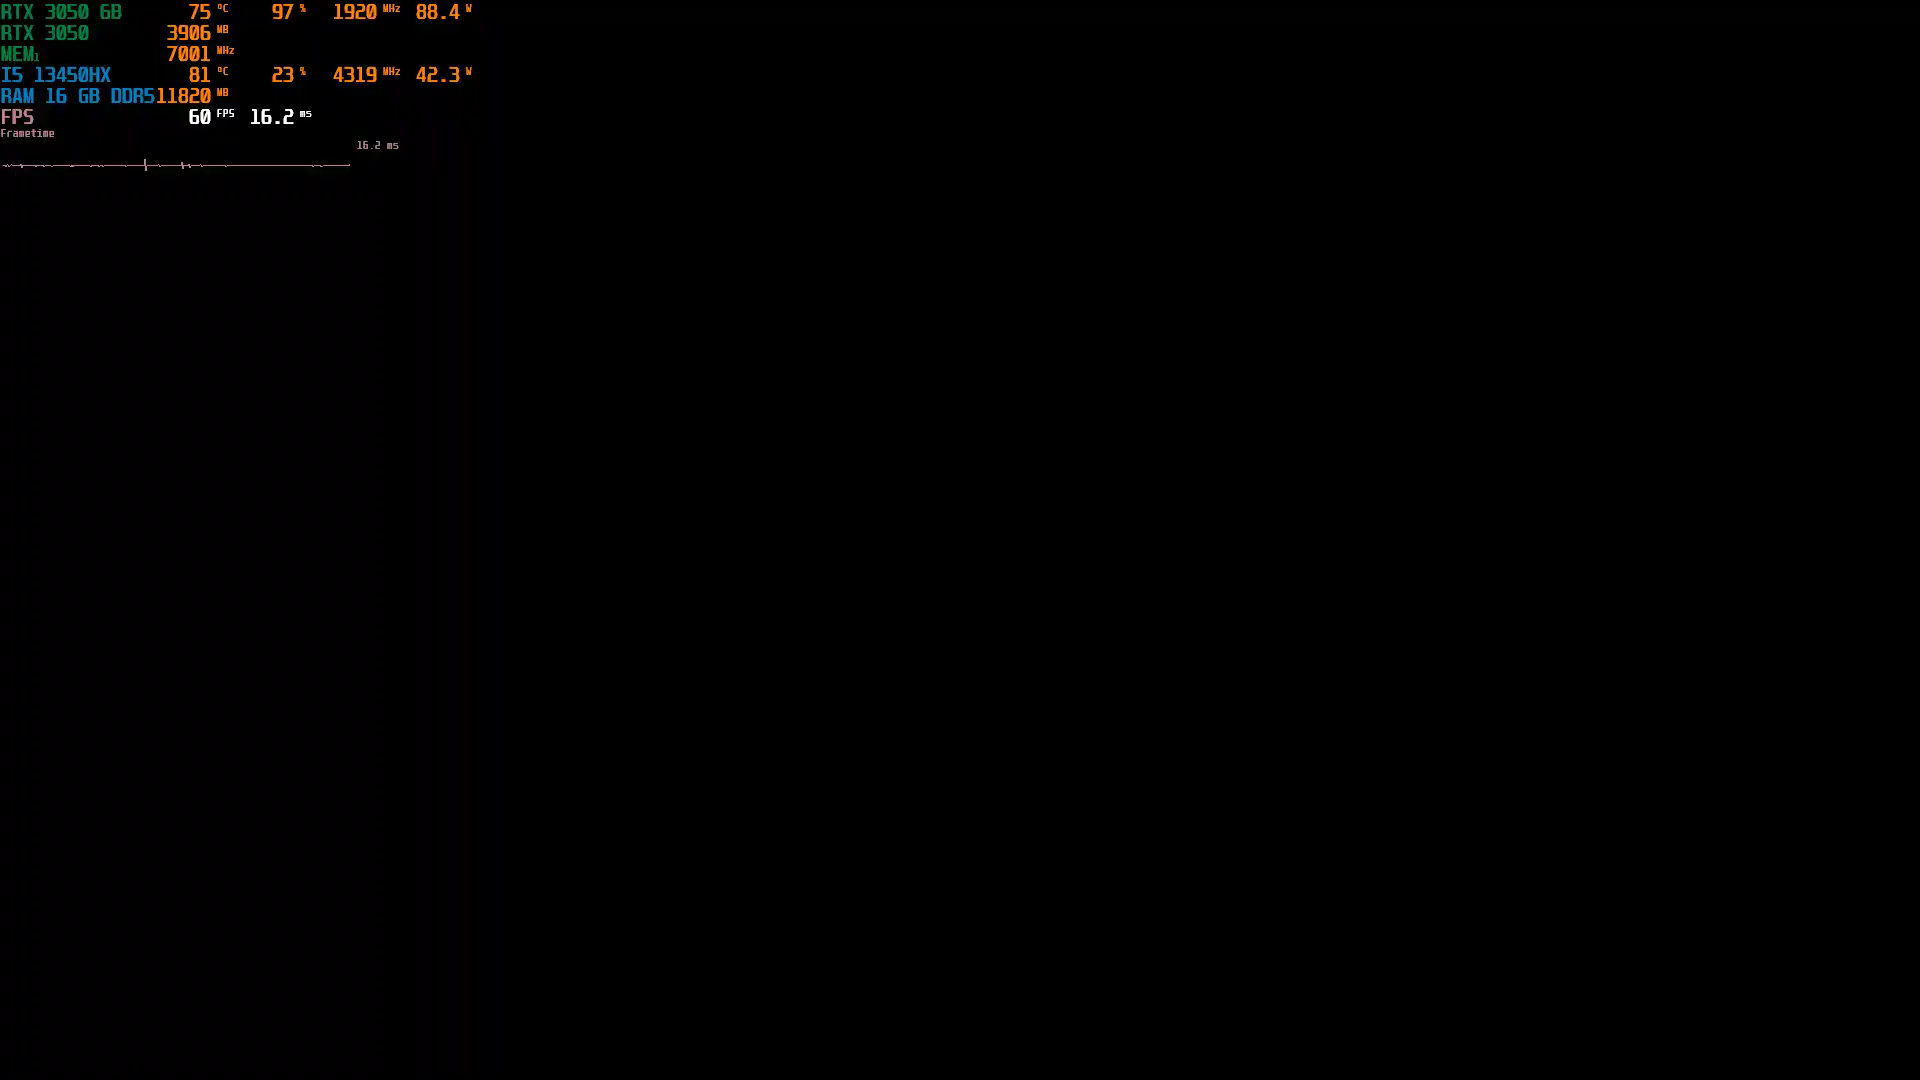 RTX 3050 6B 75 °C 97 % 1920 MHz 88.4 W
RTX 3050 3906 MB
MEM1 7001 MHz
I5 13450HX 81 °C 23 % 4319 MHz 42.3 W
RAM 16 GB DDR5 11820 MB
FPS 60 FPS 16.2 ms
Frametime
16.2 ms